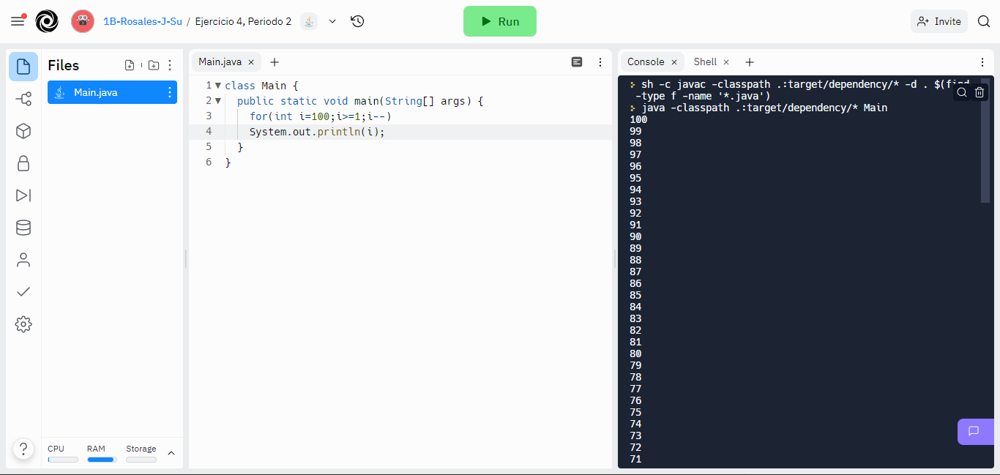 1B-Rosales-J-Su / Ejercicio 4, Periodo 2
Run
Invite
Files
Main.java
CPU RAM Storage
?
Main.java × +
1 class Main {
2 public static void main(String[] args) {
3 for(int i=100;i>=1;i--)
4 System.out.println(i);
5 }
6 }
Console × Shell × +
sh -c javac -classpath .:target/dependency/* -d . $(find
-type f -name '*.java')
java -classpath .:target/dependency/* Main
100
99
98
97
96
95
94
93
92
91
90
89
88
87
86
85
84
83
82
81
80
79
78
77
76
75
74
73
72
71